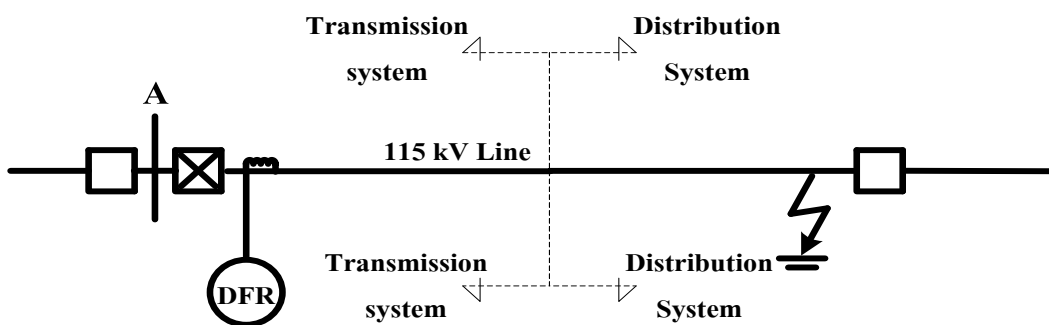 Transmission
system
Distribution
System
A
115 kV Line
DFR
Transmission
system
Distribution
System